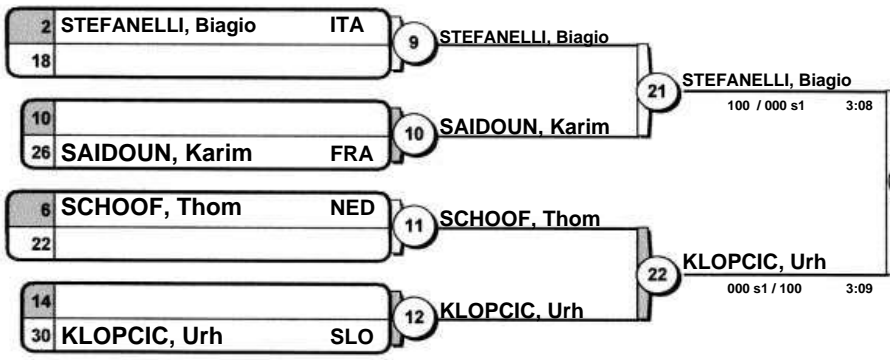 2 STEFANELLI, Biagio ITA
18
9
STEFANELLI, Biagio
10
26 SAIDOUN, Karim FRA
10
SAIDOUN, Karim
21
STEFANELLI, Biagio
100 / 000 s1 3:08
6 SCHOOF, Thom NED
22
11
SCHOOF, Thom
14
30 KLOPCIC, Urh SLO
12
KLOPCIC, Urh
22
KLOPCIC, Urh
000 s1 / 100 3:09